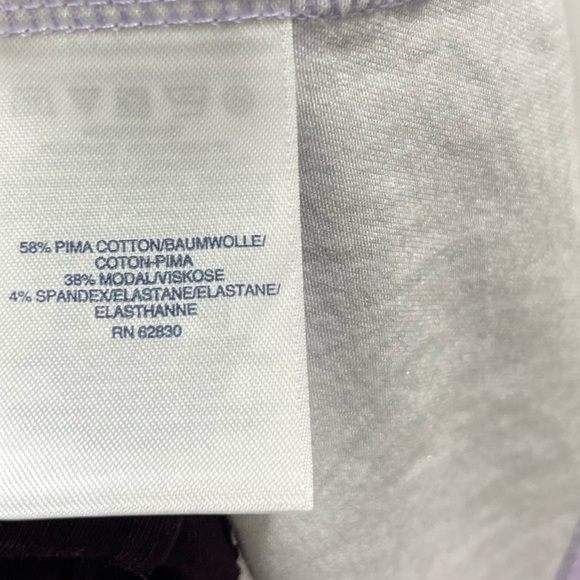 58% PIMA COTTON/BAUMWOLLE/
COTON-PIMA
38% MODAL/VISKOSE
4% SPANDEX/ELASTANE/ELASTANE/
ELASTHANNE
RN 62830